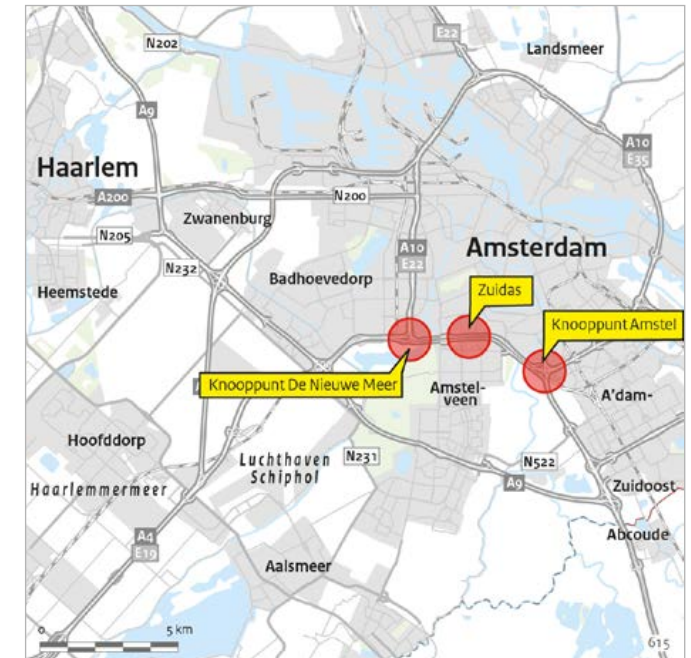 N202
E22
Landsmeer
A9
A10
E35
Haarlem
A200
N200
Zwanenburg
N205
A10
E22
Amsterdam
N232
Badhoevedorp
Zuidas
Heemstede
Knooppunt Amstel
Knooppunt De Nieuwe Meer
Amstel-
veen
A'dam-
Hoofddorp
Luchthaven
Schiphol
N231
N522
Haarlemmermeer
A9
Zuidoost
A4
E19
Abcoude
Aalsmeer
0
5 km
615